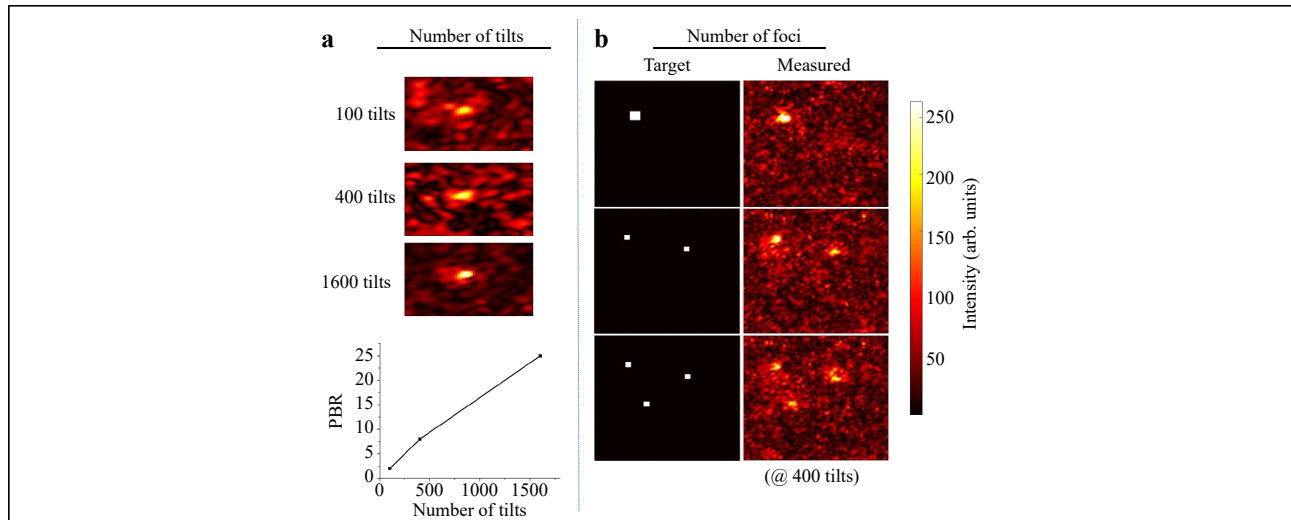 a
Number of tilts
100 tilts
400 tilts
1600 tilts
25
20
15
10
5
0
PBR
0
500
1000
1500
Number of tilts
b
Number of foci
Target
Measured
(@ 400 tilts)
250
200
150
100
50
Intensity (arb. units)